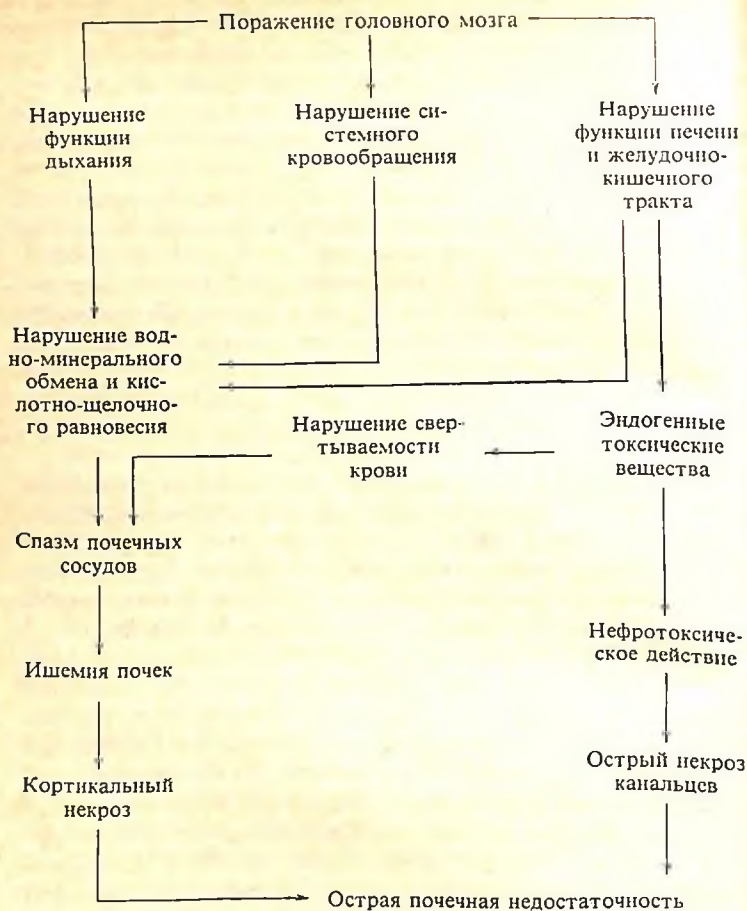 Поражение головного мозга
Нарушение
функции
дыхания
Нарушение си-
стемного
кровообращения
Нарушение
функции печени
и желудочно-
кишечного
тракта
Нарушение вод-
но-минерального
обмена и кис-
лотно-щелочно-
го равновесия
Нарушение свер-
тываемости
крови
Эндогенные
токсические
вещества
Спазм почечных
сосудов
Нефротоксиче-
ское действие
Ишемия почек
Острый некроз
канальцев
Кортикальный
некроз
Острая почечная недостаточность